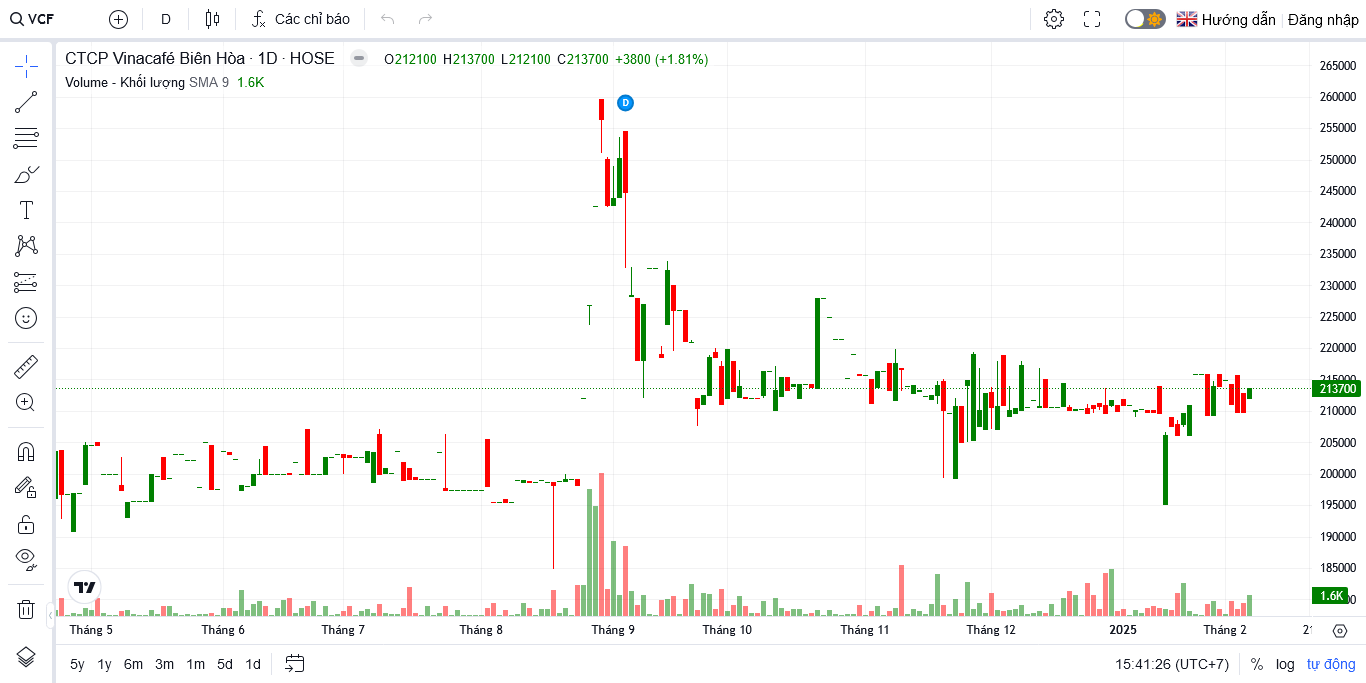 VCF D Các chỉ báo Hướng dẫn Đăng nhập
CTCP Vinacafé Biên Hòa · 1D · HOSE O212100 H213700 L212100 C213700 +3800 (+1.81%)
Volume - Khối lượng SMA 9 1.6K
D
265000
260000
255000
250000
245000
240000
235000
230000
225000
220000
215000
213700
210000
205000
200000
195000
190000
185000
1.6K
Tháng 5 Tháng 6 Tháng 7 Tháng 8 Tháng 9 Tháng 10 Tháng 11 Tháng 12 2025 Tháng 2
5y 1y 6m 3m 1m 5d 1d 15:41:26 (UTC+7) % log tự động